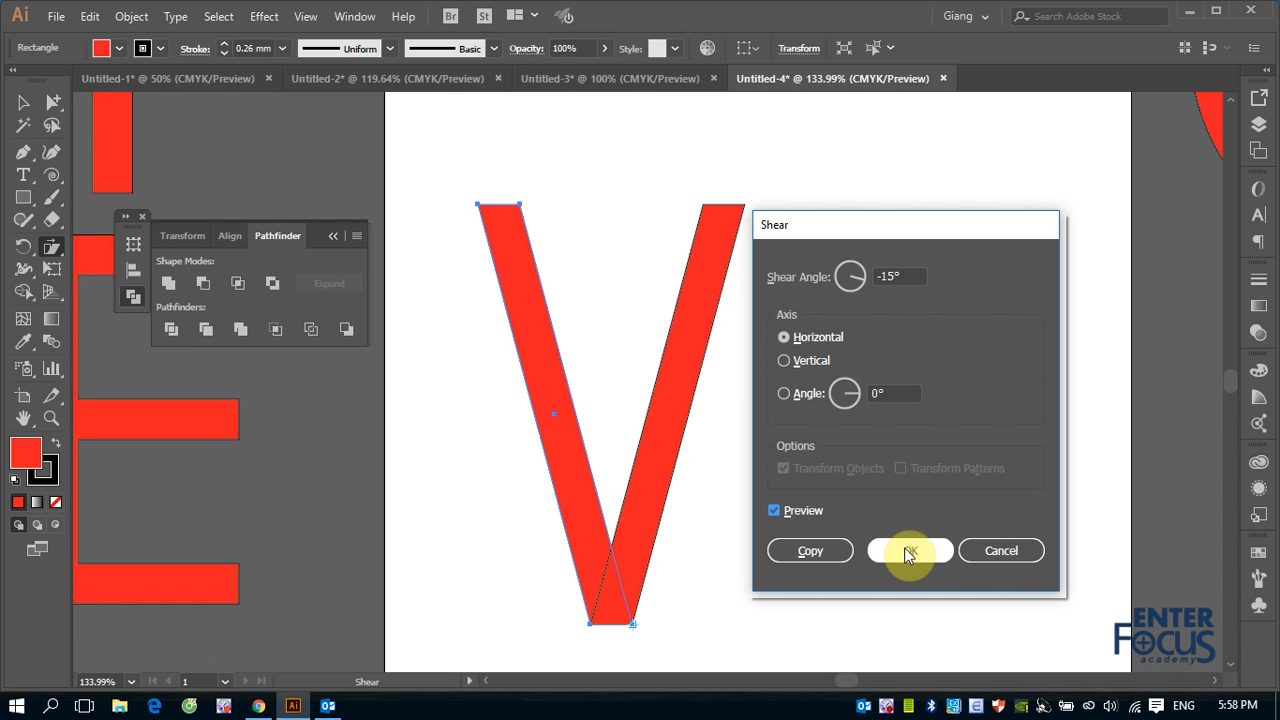 Ai File Edit Object Type Select Effect View Window Help Br St Giang Search Adobe Stock
Rectangle Stroke: 0.26 mm Uniform Basic Opacity: 100% Style: Transform
Untitled-1* @ 50% (CMYK/Preview) × Untitled-2* @ 119.64% (CMYK/Preview) × Untitled-3* @ 100% (CMYK/Preview) × Untitled-4* @ 133.99% (CMYK/Preview) ×
Transform Align Pathfinder
Shape Modes:
Expand
Pathfinders:
V
Shear
Shear Angle: -15°
Axis
Horizontal
Vertical
Angle: 0°
Options
Transform Objects Transform Patterns
Preview
Copy OK Cancel
ENTER
FOCUS
academy
133.99% 1 Shear
Ai ENG 5:58 PM